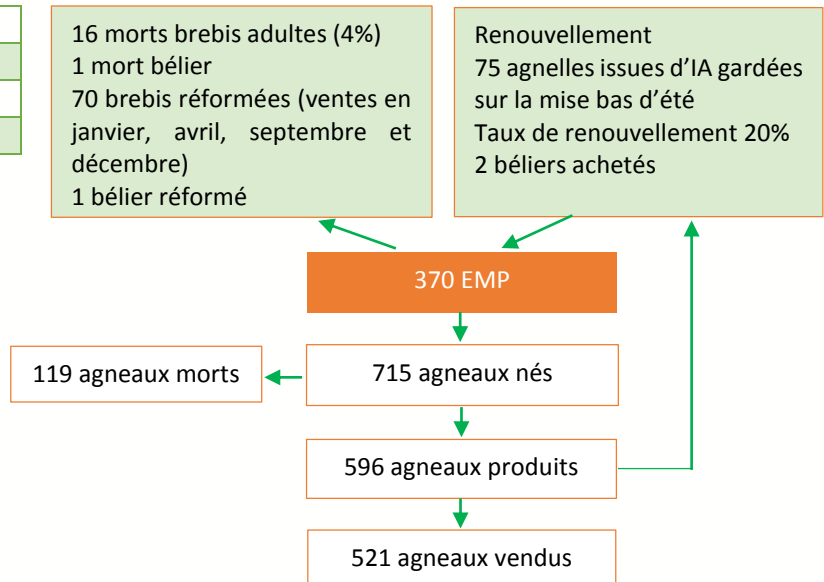 16 morts brebis adultes (4%)
1 mort bélier
70 brebis réformées (ventes en
janvier, avril, septembre et
décembre)
1 bélier réformé
Renouvellement
75 agnelles issues d’IA gardées
sur la mise bas d’été
Taux de renouvellement 20%
2 béliers achetés
370 EMP
119 agneaux morts
715 agneaux nés
596 agneaux produits
521 agneaux vendus